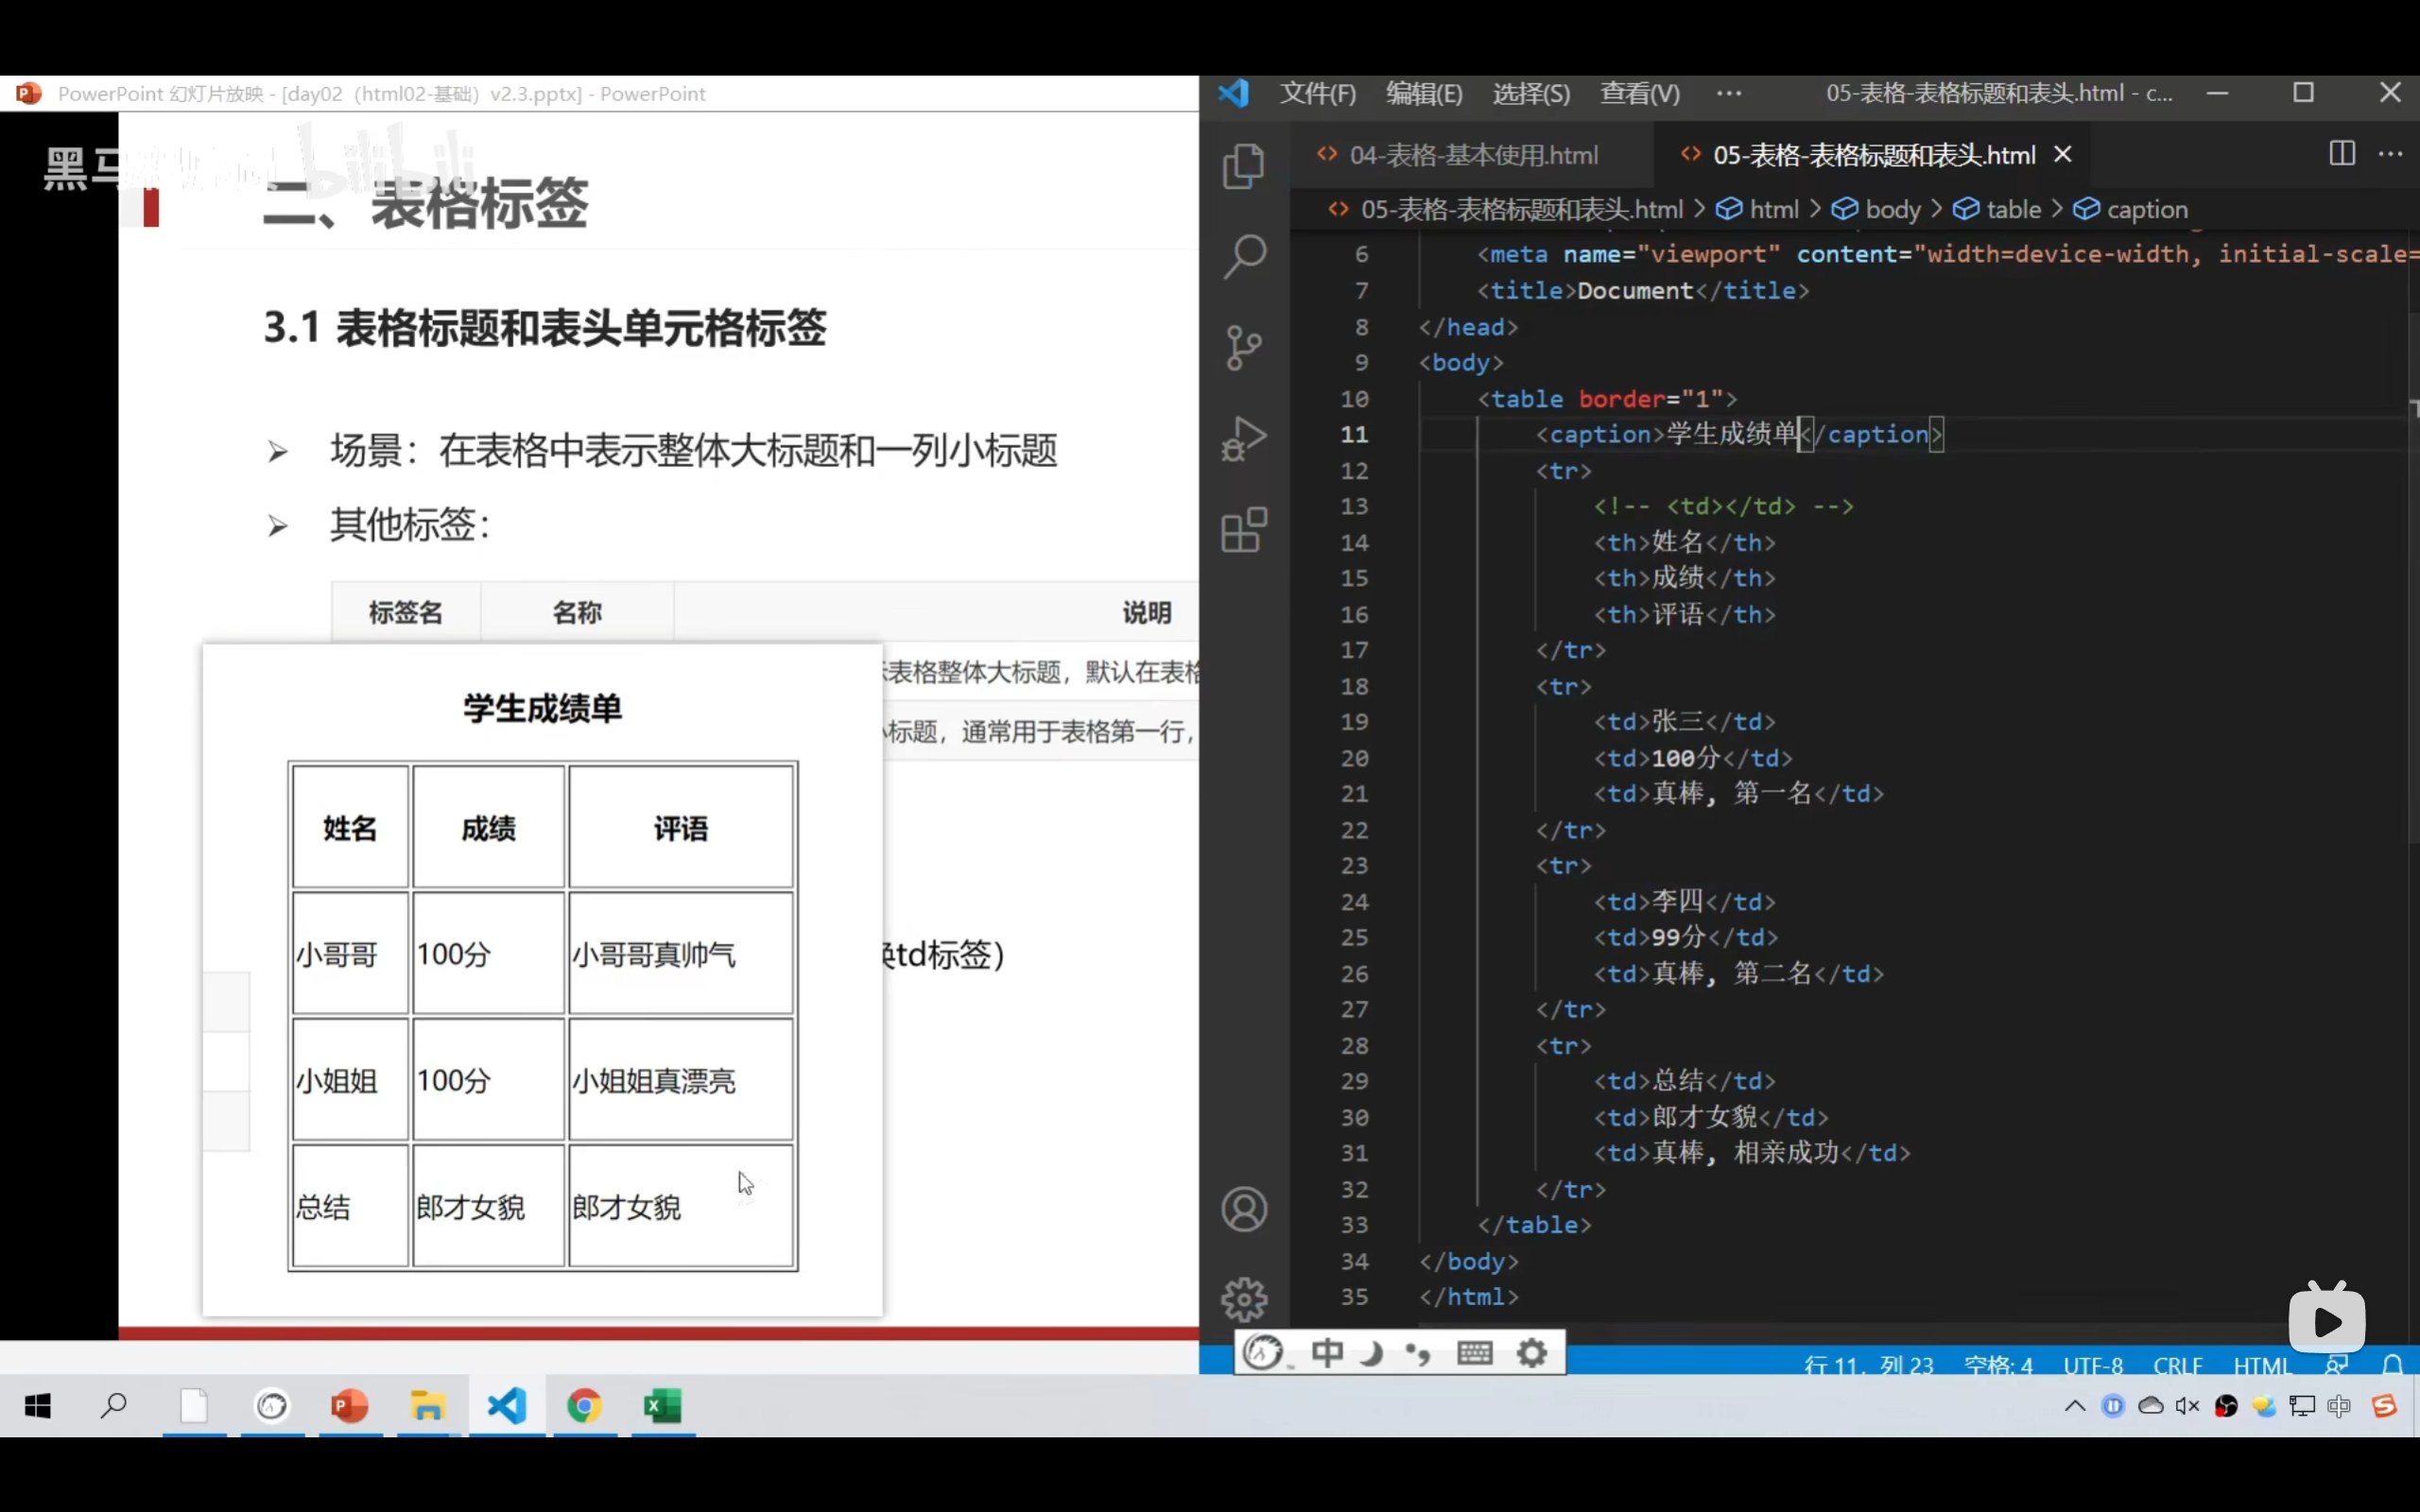 PowerPoint 幻灯片放映 - [day02（html02-基础）v2.3.pptx] - PowerPoint
黑马
bilibili
二、表格标签
3.1 表格标题和表头单元格标签
场景：在表格中表示整体大标题和一列小标题
其他标签：
标签名 名称 说明
表格整体大标题，默认在表格
小标题，通常用于表格第一行，
td标签）
学生成绩单
姓名 成绩 评语
小哥哥 100分 小哥哥真帅气
小姐姐 100分 小姐姐真漂亮
总结 郎才女貌 郎才女貌
文件(F) 编辑(E) 选择(S) 查看(V) ··· 05-表格-表格标题和表头.html - c...
04-表格-基本使用.html 05-表格-表格标题和表头.html
05-表格-表格标题和表头.html > html > body > table > caption
6 <meta name="viewport" content="width=device-width, initial-scale=
7 <title>Document</title>
8 </head>
9 <body>
10 <table border="1">
11 <caption>学生成绩单</caption>
12 <tr>
13 <!-- <td></td> -->
14 <th>姓名</th>
15 <th>成绩</th>
16 <th>评语</th>
17 </tr>
18 <tr>
19 <td>张三</td>
20 <td>100分</td>
21 <td>真棒, 第一名</td>
22 </tr>
23 <tr>
24 <td>李四</td>
25 <td>99分</td>
26 <td>真棒, 第二名</td>
27 </tr>
28 <tr>
29 <td>总结</td>
30 <td>郎才女貌</td>
31 <td>真棒, 相亲成功</td>
32 </tr>
33 </table>
34 </body>
35 </html>
中
行 11，列 23 空格: 4 UTF-8 CRLF HTML
中